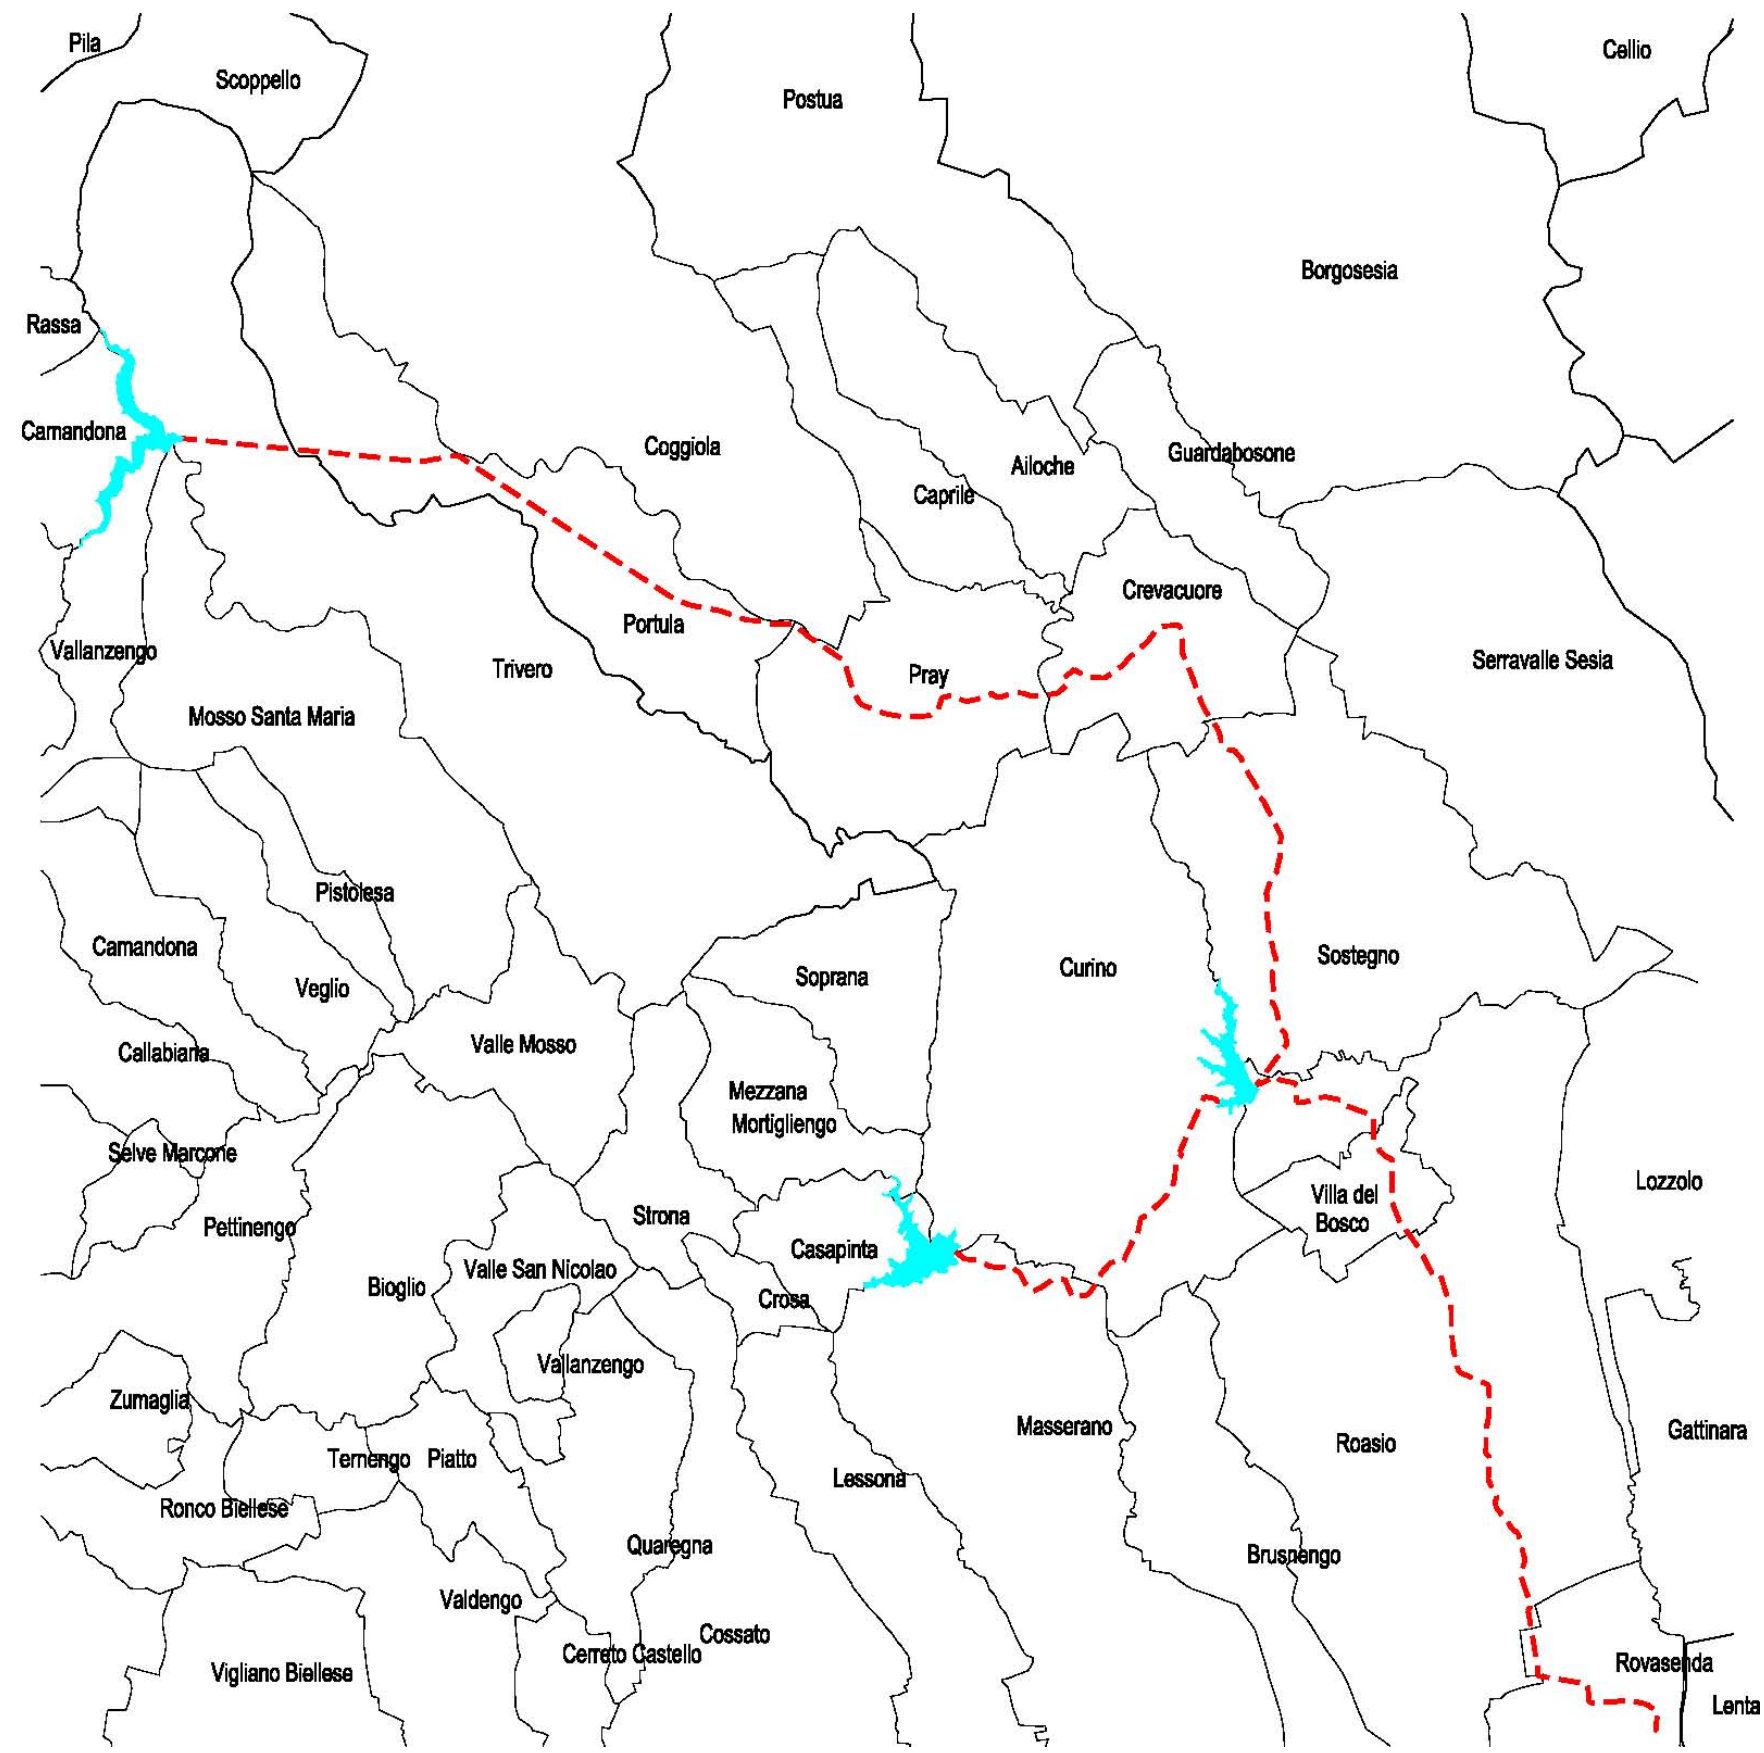 Pila
Scoppello
Cellio
Postua
Borgosesia
Rassa
Camandona
Coggiola
Guardabosone
Ailoche
Caprile
Crevacuore
Portula
Vallanzengo
Trivero
Pray
Serravalle Sesia
Mosso Santa Maria
Pistolesa
Camandona
Veglio
Soprana
Curino
Sostegno
Callabiana
Valle Mosso
Mezzana
Mortigliengo
Selve Marcone
Lozzolo
Villa del
Bosco
Pettinengo
Strona
Casapinta
Valle San Nicolao
Bioglio
Crosa
Vallanzengo
Zumaglia
Masserano
Gattinara
Roasio
Ternengo
Piatto
Lessona
Ronco Biellese
Quaregna
Brusnengo
Valdengo
Cossato
Cerreto Castello
Vigliano Biellese
Rovasenda
Lenta